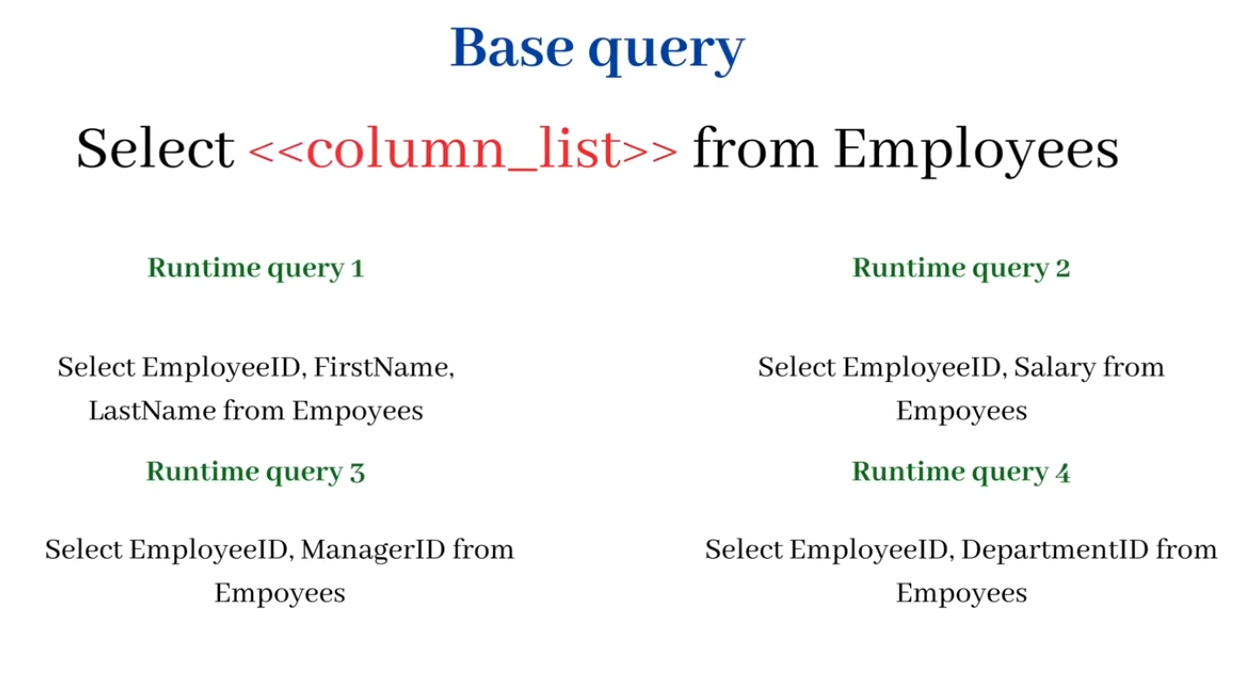 Base query
Select <<column_list>> from Employees
Runtime query 1
Select EmployeeID, FirstName,
LastName from Empoyees
Runtime query 2
Select EmployeeID, Salary from
Empoyees
Runtime query 3
Select EmployeeID, ManagerID from
Empoyees
Runtime query 4
Select EmployeeID, DepartmentID from
Empoyees